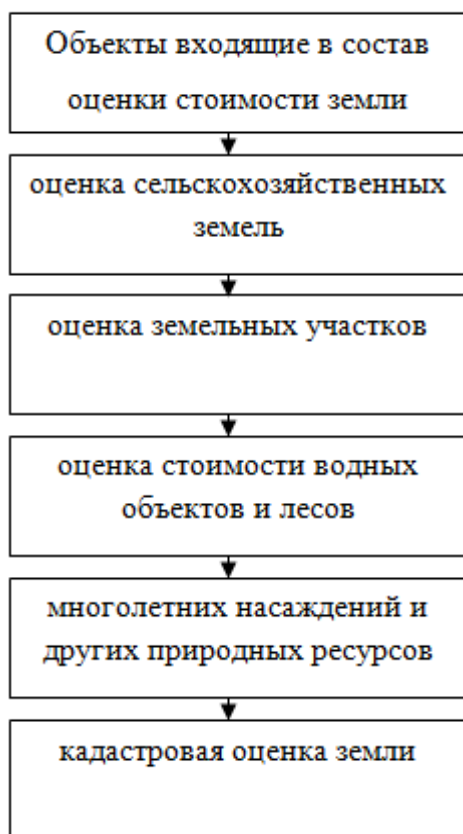 Объекты входящие в состав
оценки стоимости земли
оценка сельскохозяйственных
земель
оценка земельных участков
оценка стоимости водных
объектов и лесов
многолетних насаждений и
других природных ресурсов
кадастровая оценка земли